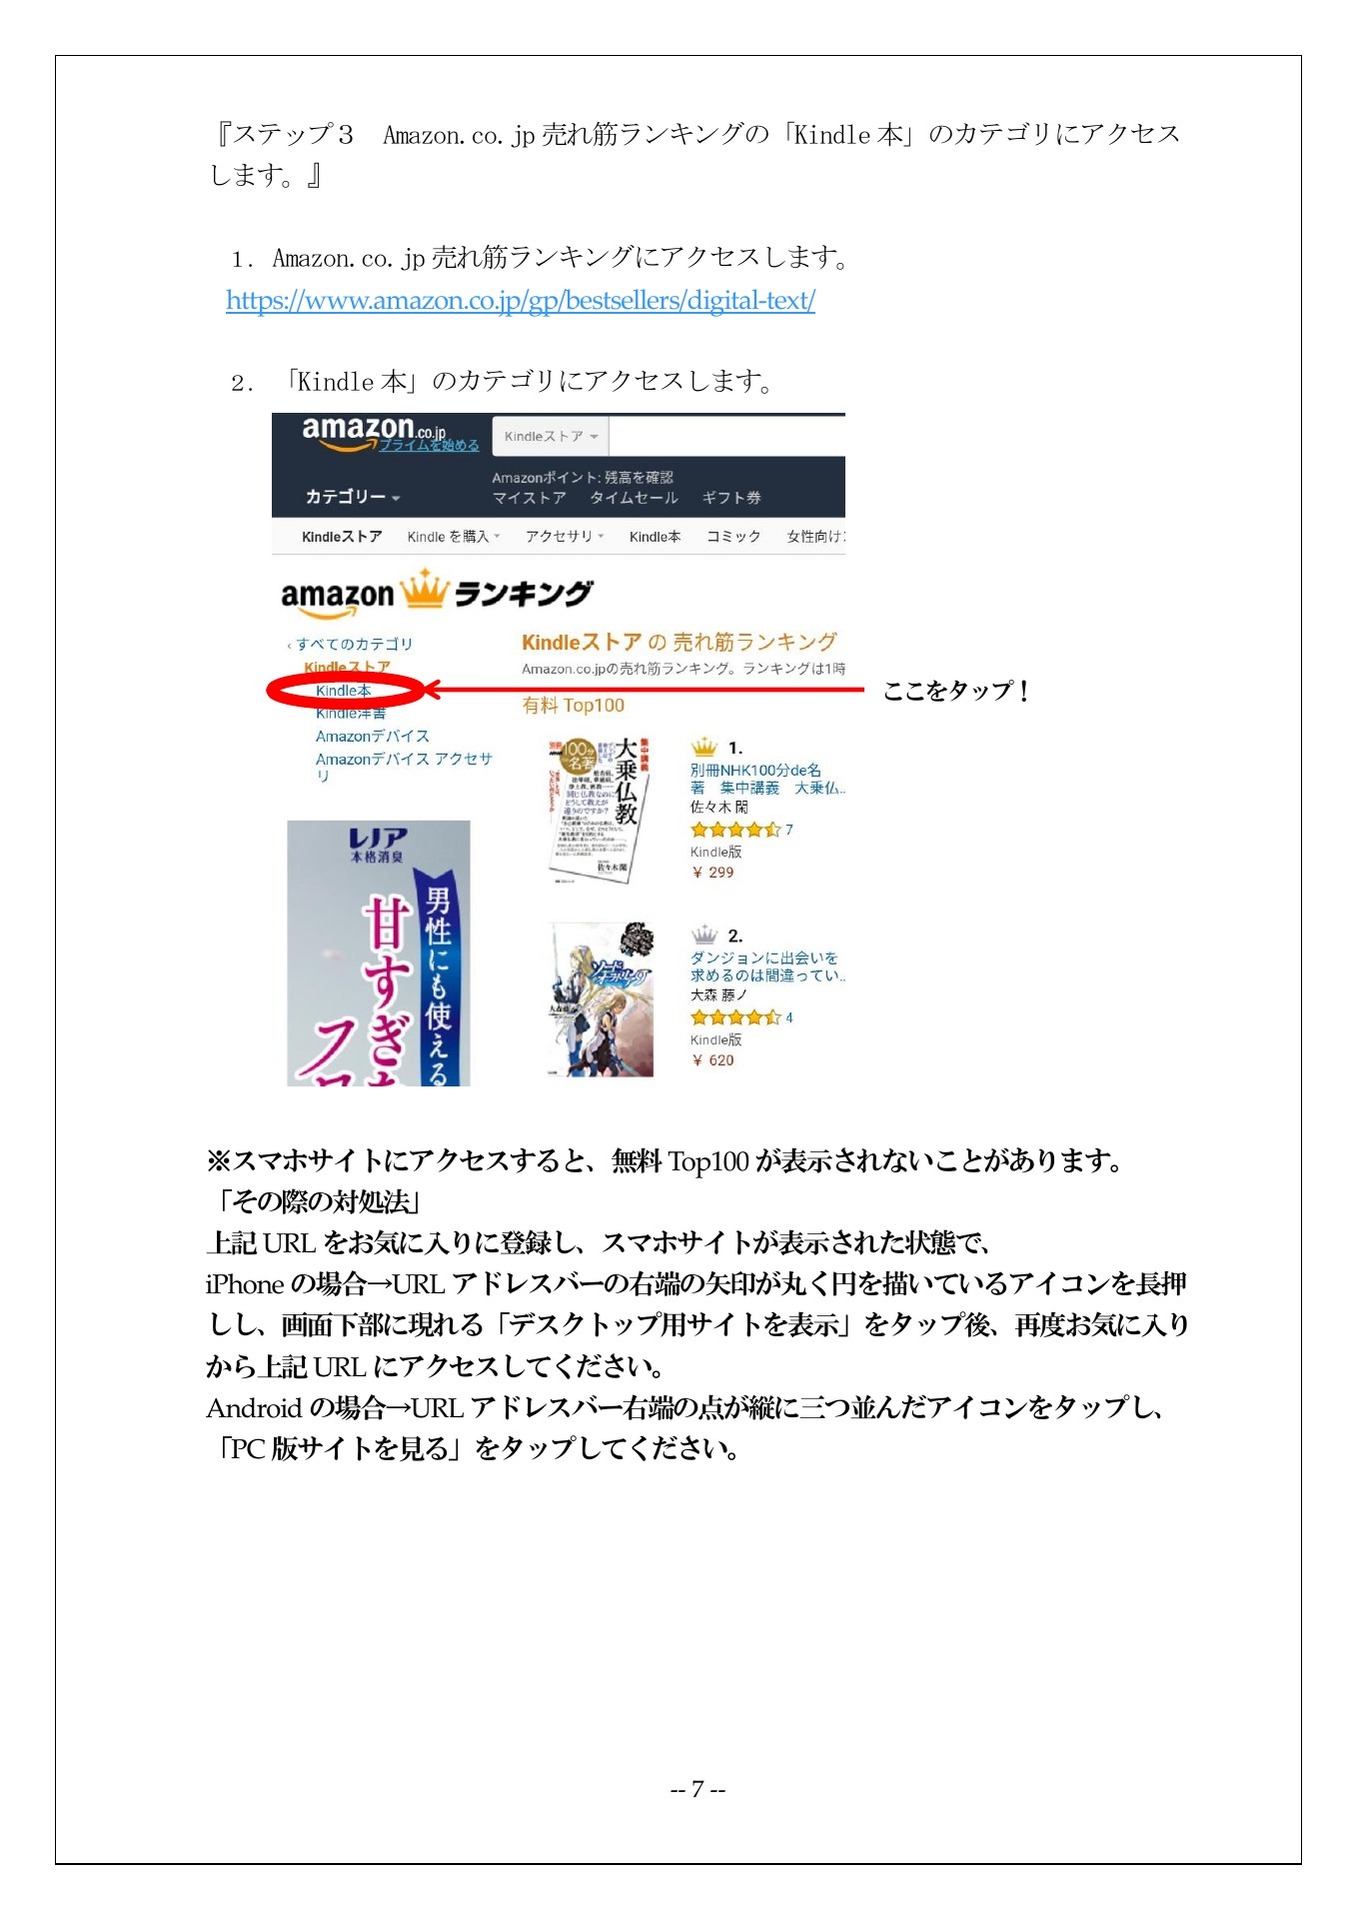 『ステップ３　Amazon.co.jp 売れ筋ランキングの「Kindle 本」のカテゴリにアクセス
します。』
1. Amazon.co.jp 売れ筋ランキングにアクセスします。
https://www.amazon.co.jp/gp/bestsellers/digital-text/
2. 「Kindle 本」のカテゴリにアクセスします。
amazon.co.jp
プライムを始める
Kindleストア
Amazonポイント: 残高を確認
カテゴリー マイストア タイムセール ギフト券
Kindleストア Kindle を購入 アクセサリ Kindle本 コミック 女性向け
amazon ランキング
‹ すべてのカテゴリ
Kindleストア
Kindle本
Kindle洋書
Amazonデバイス
Amazonデバイス アクセサ
リ
ここをタップ！
Kindleストア の 売れ筋ランキング
Amazon.co.jpの売れ筋ランキング。ランキングは1時
有料 Top100
集中講義
大乗仏教
100分
名著
佐々木閑
1.
別冊NHK100分de名
著　集中講義　大乗仏..
佐々木 閑
7
Kindle版
￥ 299
2.
ダンジョンに出会いを
求めるのは間違ってい..
大森 藤ノ
4
Kindle版
￥ 620
レノア
本格消臭
男性にも使える
甘すぎ
※スマホサイトにアクセスすると、無料 Top100 が表示されないことがあります。
「その際の対処法」
上記 URL をお気に入りに登録し、スマホサイトが表示された状態で、
iPhone の場合→URL アドレスバーの右端の矢印が丸く円を描いているアイコンを長押
しし、画面下部に現れる「デスクトップ用サイトを表示」をタップ後、再度お気に入り
から上記 URL にアクセスしてください。
Android の場合→URL アドレスバー右端の点が縦に三つ並んだアイコンをタップし、
「PC 版サイトを見る」をタップしてください。
-- 7 --